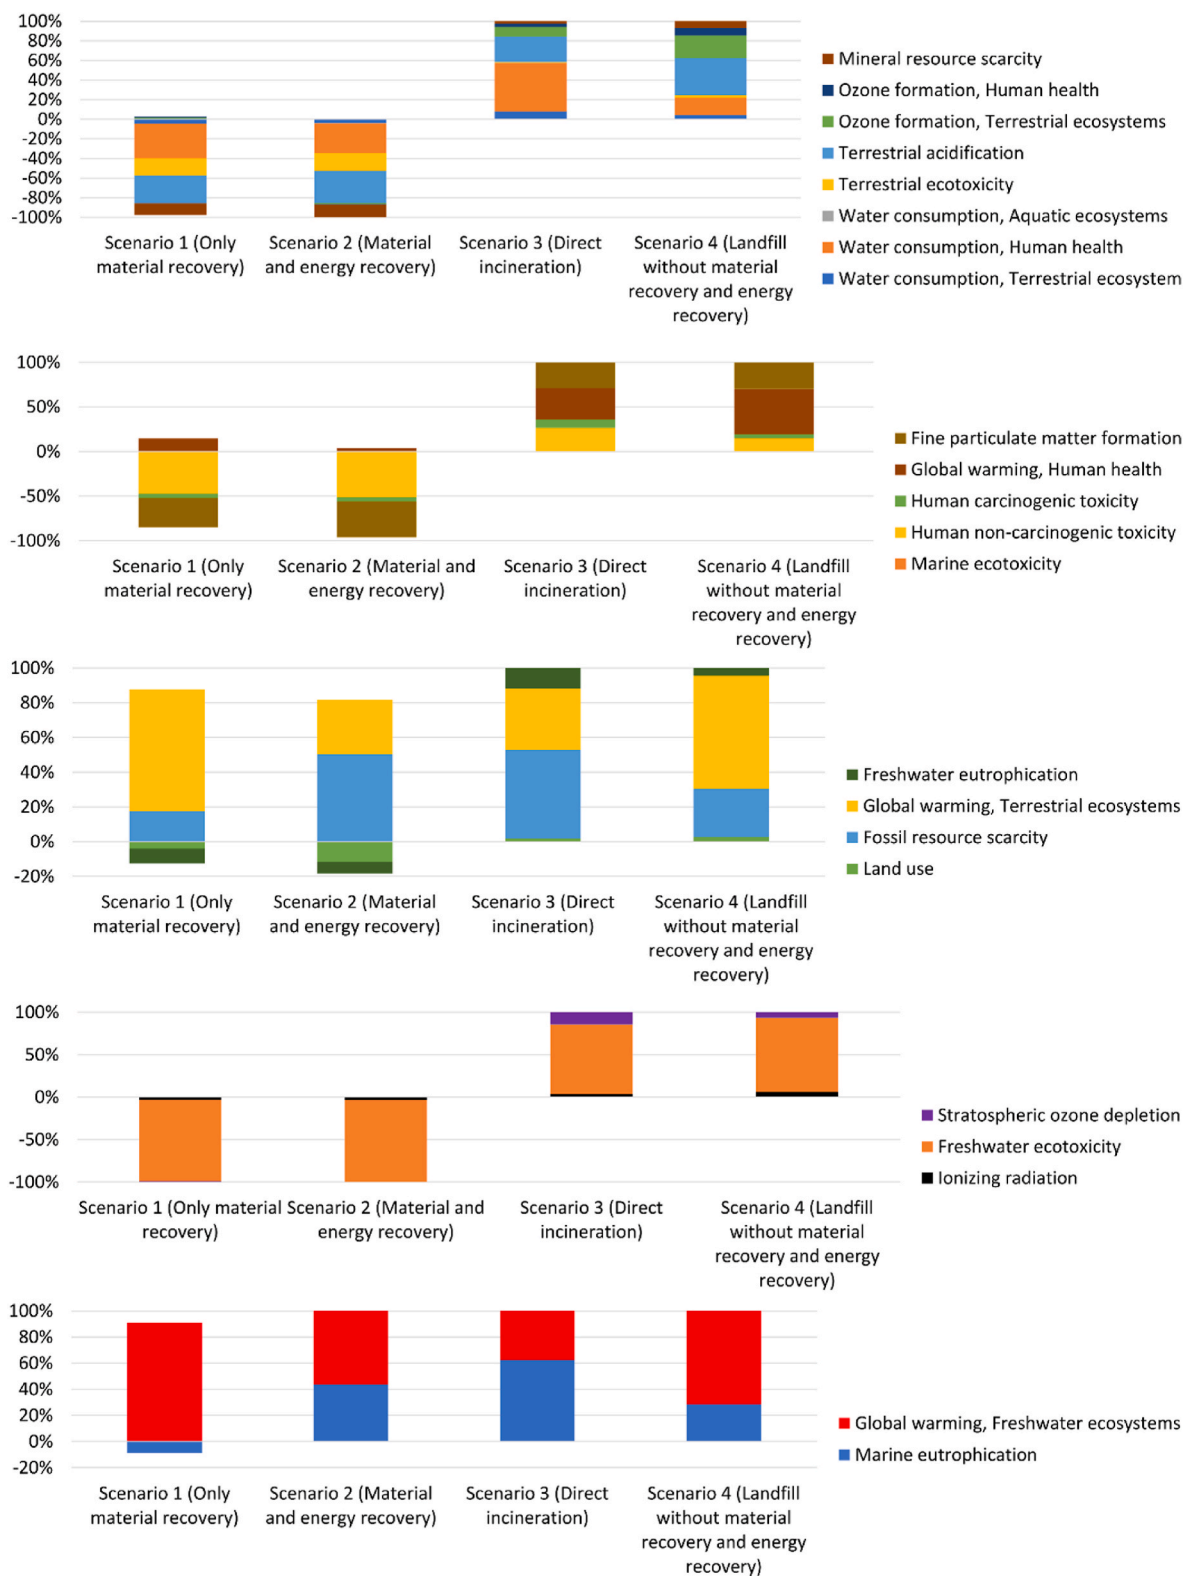 100%
80%
60%
40%
20%
0%
-20%
-40%
-60%
-80%
-100%
Scenario 1 (Only
material recovery)
Scenario 2 (Material
and energy recovery)
Scenario 3 (Direct
incineration)
Scenario 4 (Landfill
without material
recovery and energy
recovery)
Mineral resource scarcity
Ozone formation, Human health
Ozone formation, Terrestrial ecosystems
Terrestrial acidification
Terrestrial ecotoxicity
Water consumption, Aquatic ecosystems
Water consumption, Human health
Water consumption, Terrestrial ecosystem
100%
50%
0%
-50%
-100%
Scenario 1 (Only
material recovery)
Scenario 2 (Material and
energy recovery)
Scenario 3 (Direct
incineration)
Scenario 4 (Landfill
without material
recovery and energy
recovery)
Fine particulate matter formation
Global warming, Human health
Human carcinogenic toxicity
Human non-carcinogenic toxicity
Marine ecotoxicity
100%
80%
60%
40%
20%
0%
-20%
Scenario 1 (Only
material recovery)
Scenario 2 (Material
and energy recovery)
Scenario 3 (Direct
incineration)
Scenario 4 (Landfill
without material
recovery and energy
recovery)
Freshwater eutrophication
Global warming, Terrestrial ecosystems
Fossil resource scarcity
Land use
100%
50%
0%
-50%
-100%
Scenario 1 (Only material
recovery)
Scenario 2 (Material and
energy recovery)
Scenario 3 (Direct
incineration)
Scenario 4 (Landfill
without material
recovery and energy
recovery)
Stratospheric ozone depletion
Freshwater ecotoxicity
Ionizing radiation
100%
80%
60%
40%
20%
0%
-20%
Scenario 1 (Only
material recovery)
Scenario 2 (Material
and energy recovery)
Scenario 3 (Direct
incineration)
Scenario 4 (Landfill
without material
recovery and energy
recovery)
Global warming, Freshwater ecosystems
Marine eutrophication